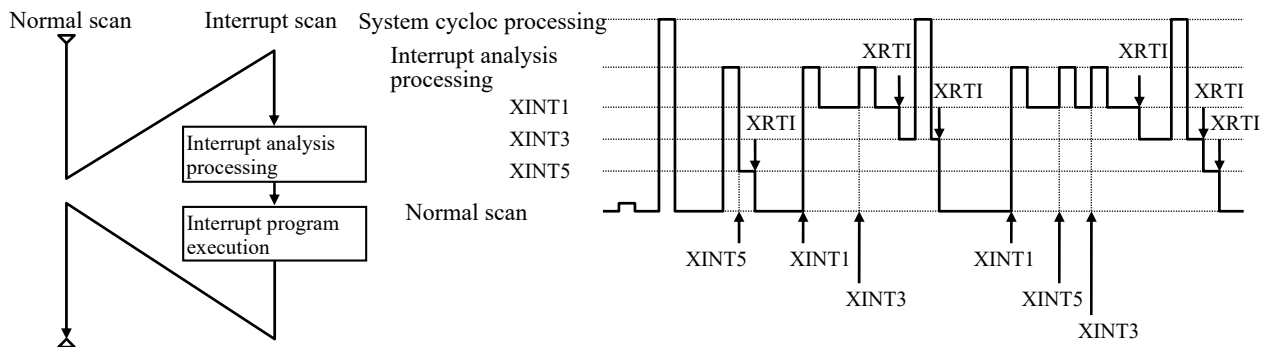 Normal scan
Interrupt scan
Interrupt analysis
processing
Interrupt program
execution
System cycloc processing
Interrupt analysis
processing
XINT1
XINT3
XINT5
Normal scan
XRTI
XRTI
XRTI
XRTI
XRTI
XRTI
XINT5
XINT1
XINT3
XINT1
XINT5
XINT3